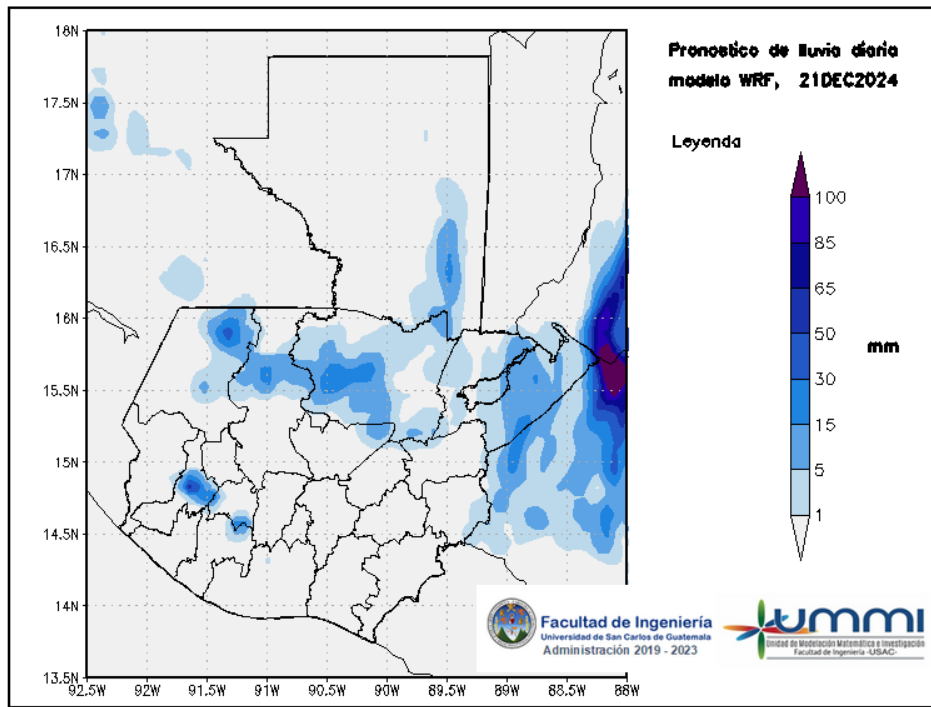 Pronostico de lluvia diaria
modelo WRF, 21DEC2024
Leyenda
100
85
65
50
30
15
5
1
mm
18N
17.5N
17N
16.5N
16N
15.5N
15N
14.5N
14N
13.5N
92.5W
92W
91.5W
91W
90.5W
90W
89.5W
89W
88.5W
88W
Facultad de Ingeniería
Universidad de San Carlos de Guatemala
Administración 2019 - 2023
UMMI
Unidad de Modelación Matemática e Investigación
Facultad de Ingeniería -USAC-